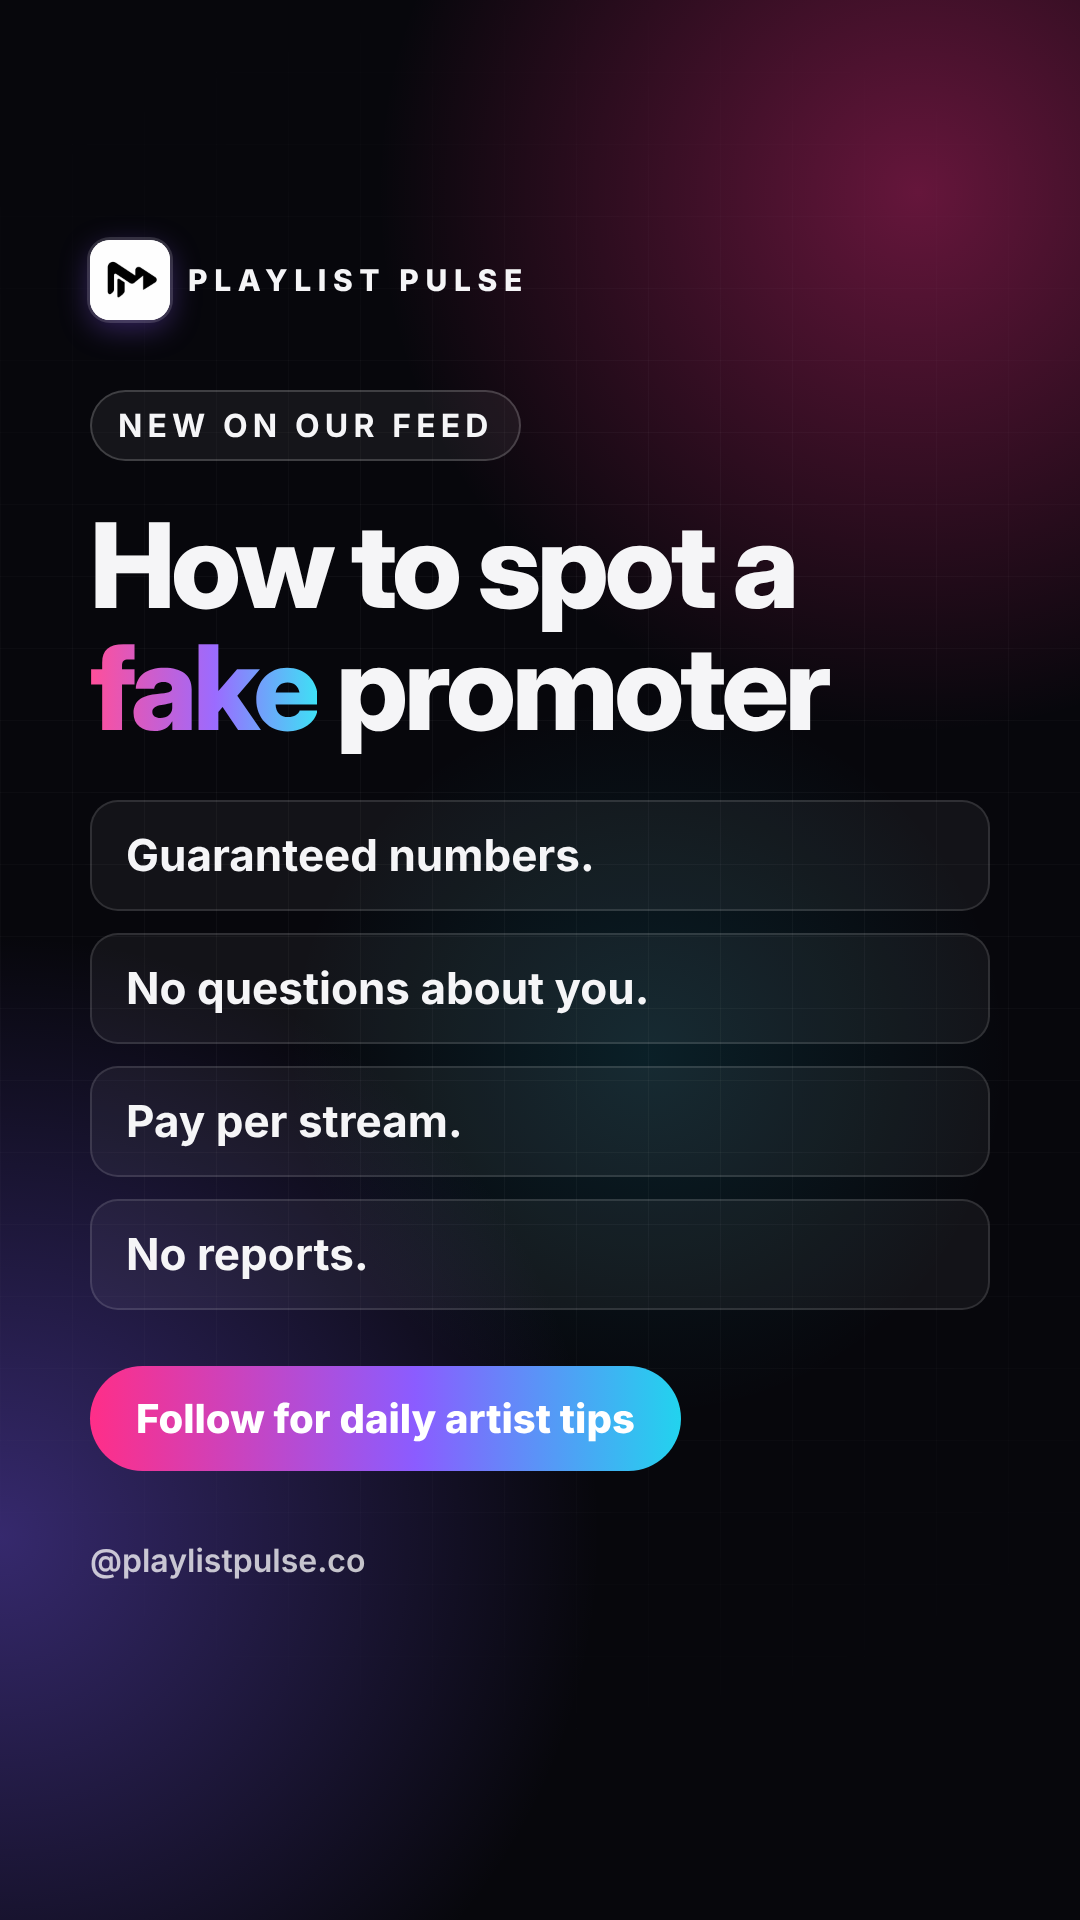 PLAYLIST PULSE
NEW ON OUR FEED
How to spot a
fake promoter
Guaranteed numbers.
No questions about you.
Pay per stream.
No reports.
Follow for daily artist tips
@playlistpulse.co